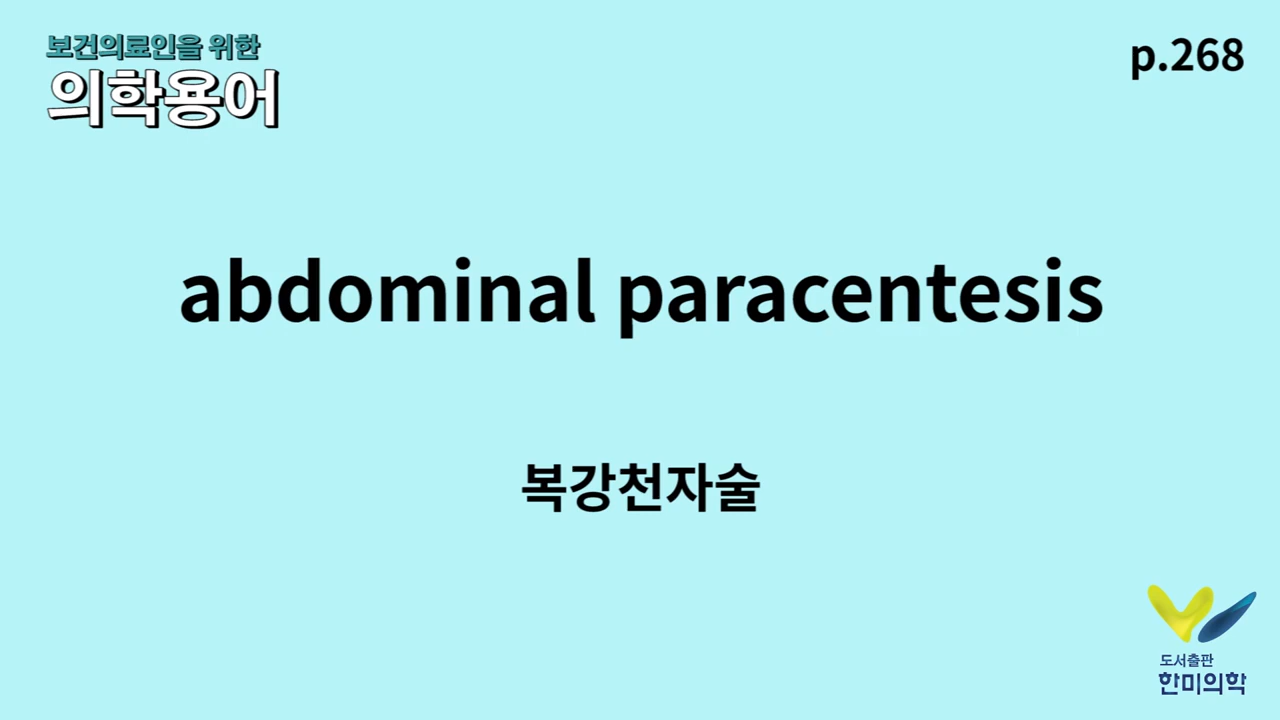 보건의료인을 위한
의학용어
p.268
abdominal paracentesis
복강천자술
도서출판
한미의학